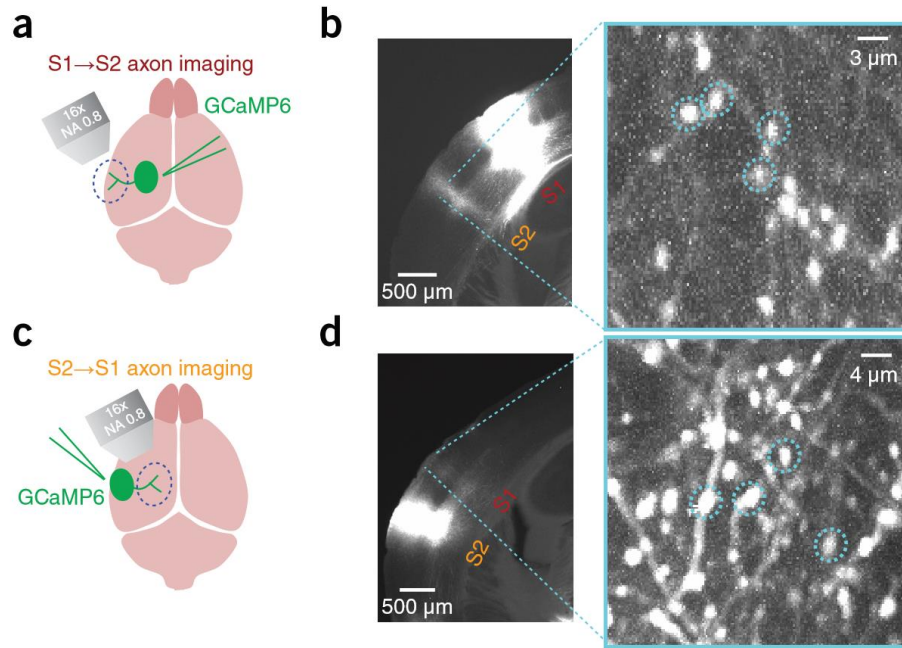 a
S1→S2 axon imaging
16x
NA 0.8
GCaMP6
b
S1
S2
500 µm
3 µm
c
S2→S1 axon imaging
16x
NA 0.8
GCaMP6
d
S1
S2
500 µm
4 µm